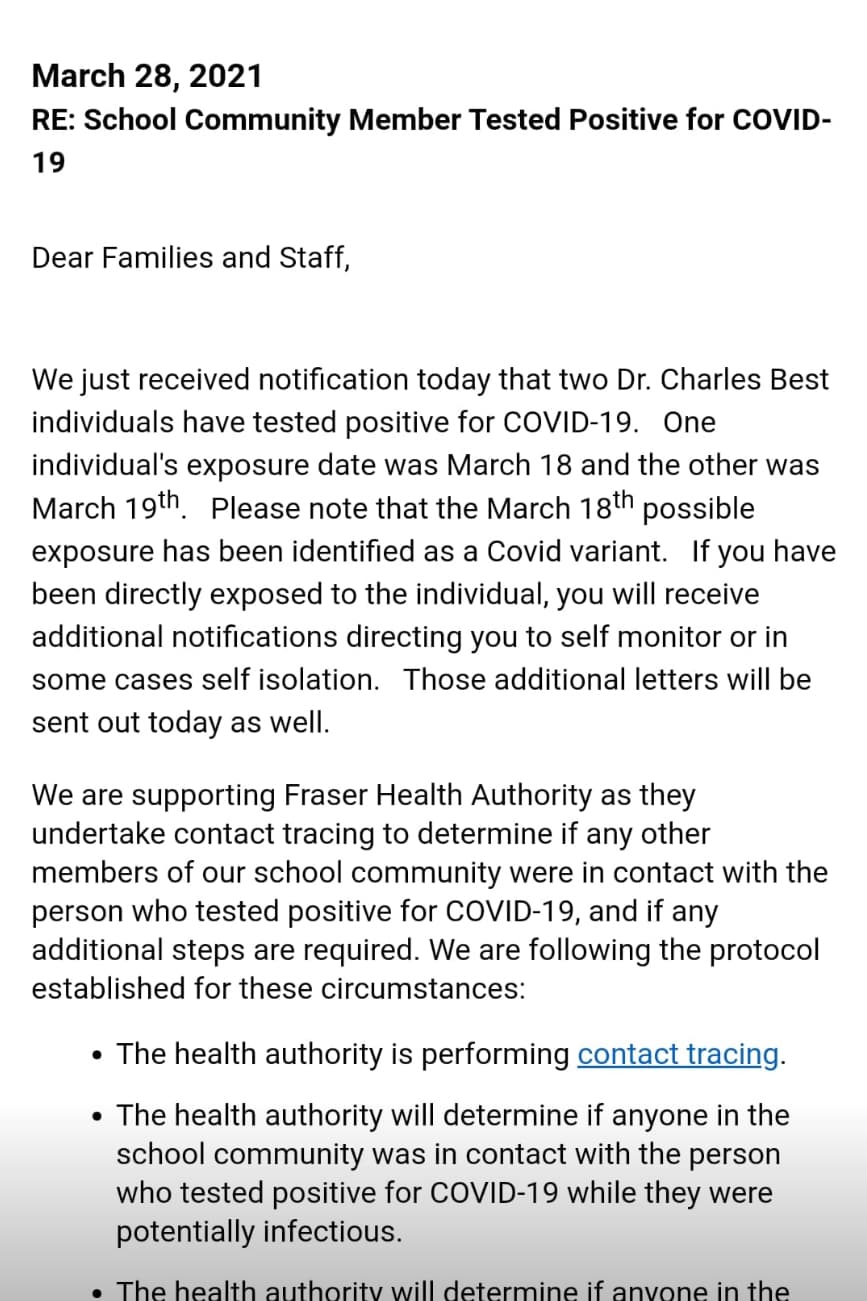 March 28, 2021
RE: School Community Member Tested Positive for COVID-
19
Dear Families and Staff,
We just received notification today that two Dr. Charles Best
individuals have tested positive for COVID-19.   One
individual's exposure date was March 18 and the other was
March 19th.   Please note that the March 18th possible
exposure has been identified as a Covid variant.   If you have
been directly exposed to the individual, you will receive
additional notifications directing you to self monitor or in
some cases self isolation.   Those additional letters will be
sent out today as well.
We are supporting Fraser Health Authority as they
undertake contact tracing to determine if any other
members of our school community were in contact with the
person who tested positive for COVID-19, and if any
additional steps are required. We are following the protocol
established for these circumstances:
• The health authority is performing contact tracing.
• The health authority will determine if anyone in the
school community was in contact with the person
who tested positive for COVID-19 while they were
potentially infectious.
• The health authority will determine if anyone in the